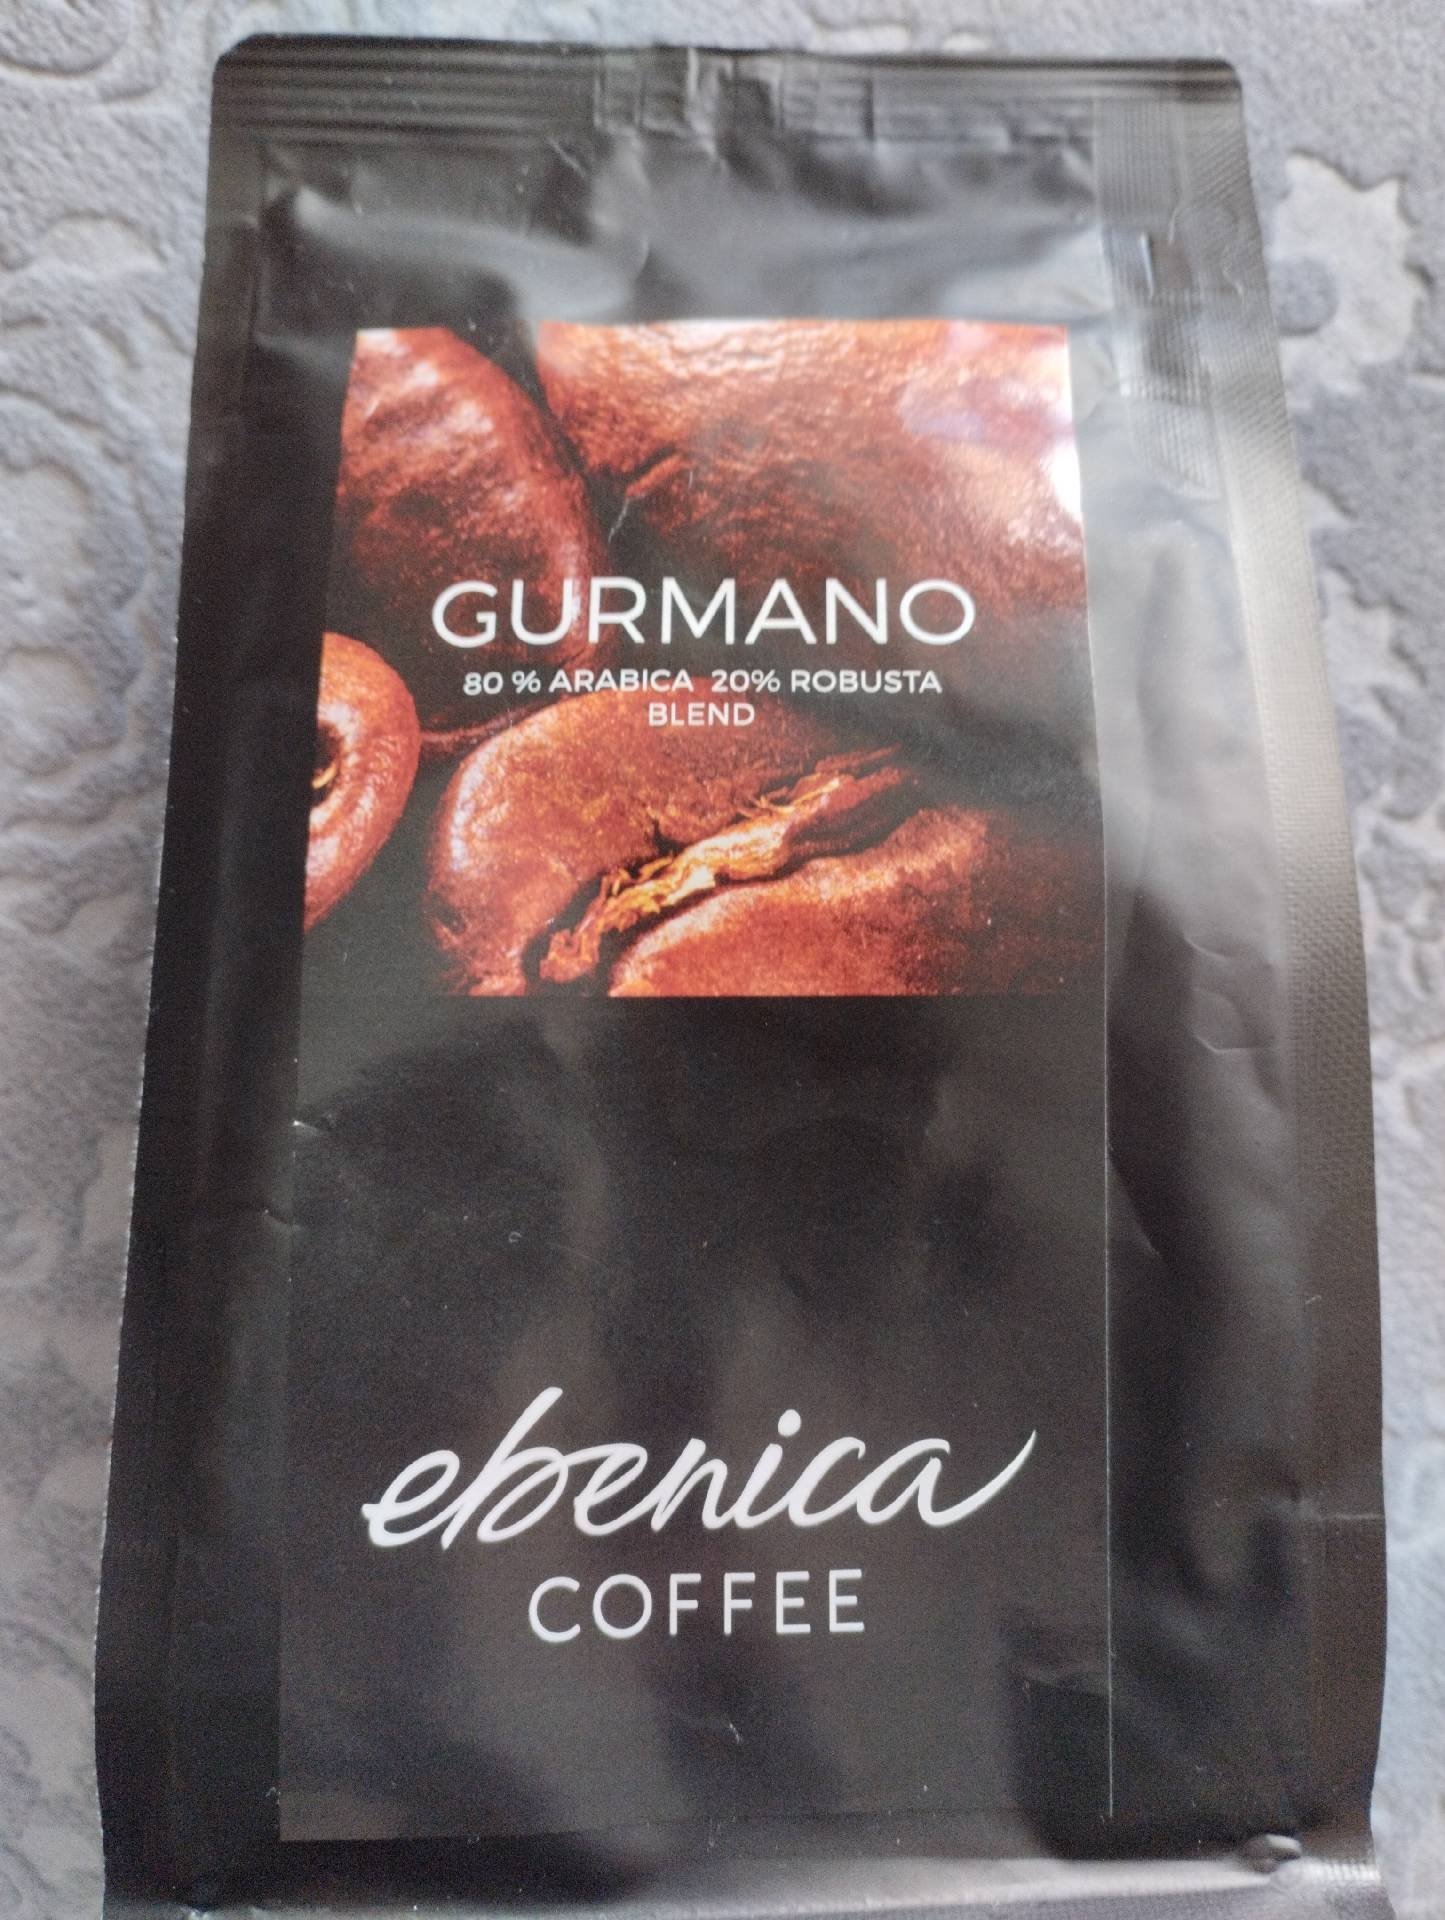 GURMANO
80 % ARABICA 20% ROBUSTA
BLEND
ebenica
COFFEE